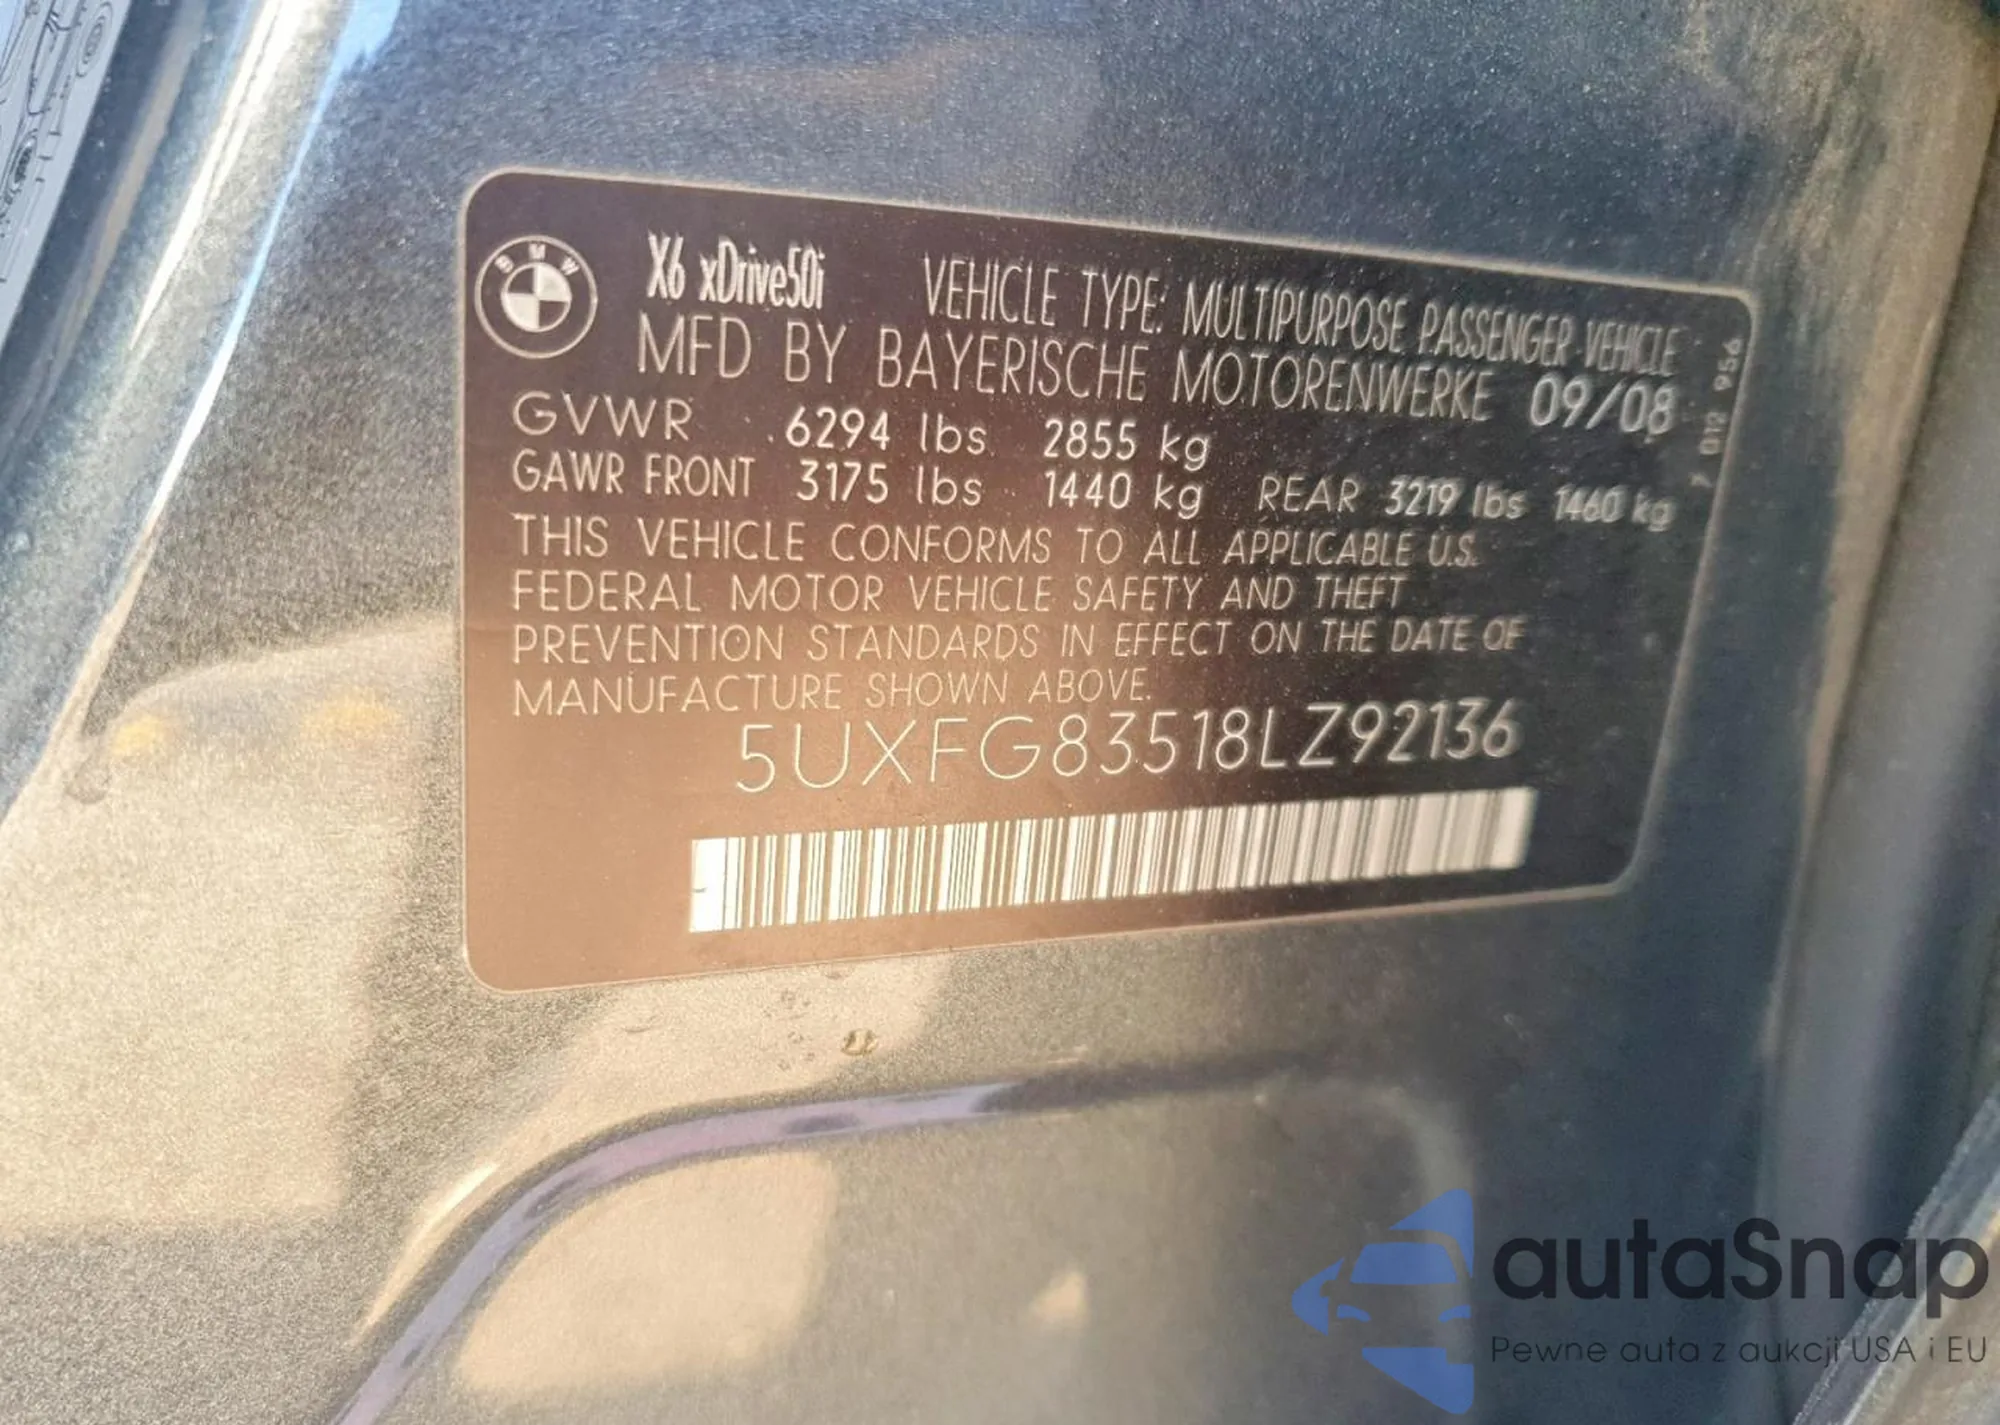 BMW
X6 xDrive50i VEHICLE TYPE: MULTIPURPOSE PASSENGER VEHICLE
MFD BY BAYERISCHE MOTORENWERKE 09/08
GVWR 6294 lbs 2855 kg
GAWR FRONT 3175 lbs 1440 kg REAR 3219 lbs 1460 kg
THIS VEHICLE CONFORMS TO ALL APPLICABLE U.S.
FEDERAL MOTOR VEHICLE SAFETY AND THEFT
PREVENTION STANDARDS IN EFFECT ON THE DATE OF
MANUFACTURE SHOWN ABOVE.
5UXFG83518LZ92136
7 012 956
autaSnap
Pewne auta z aukcji USA i EU